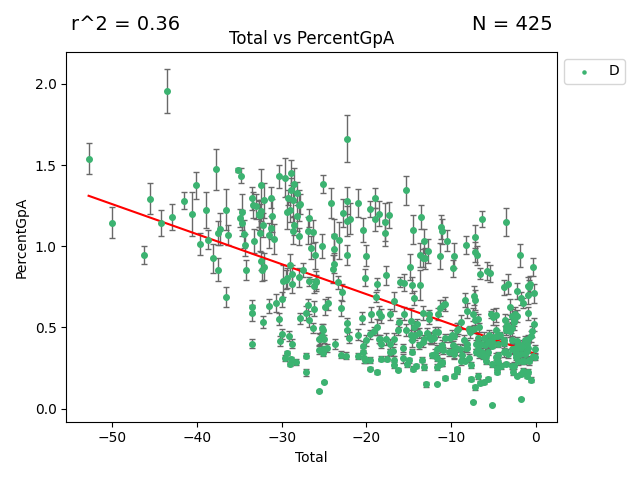 r^2 = 0.36
N = 425
Total vs PercentGpA
D
PercentGpA
2.0
1.5
1.0
0.5
0.0
−50
−40
−30
−20
−10
0
Total